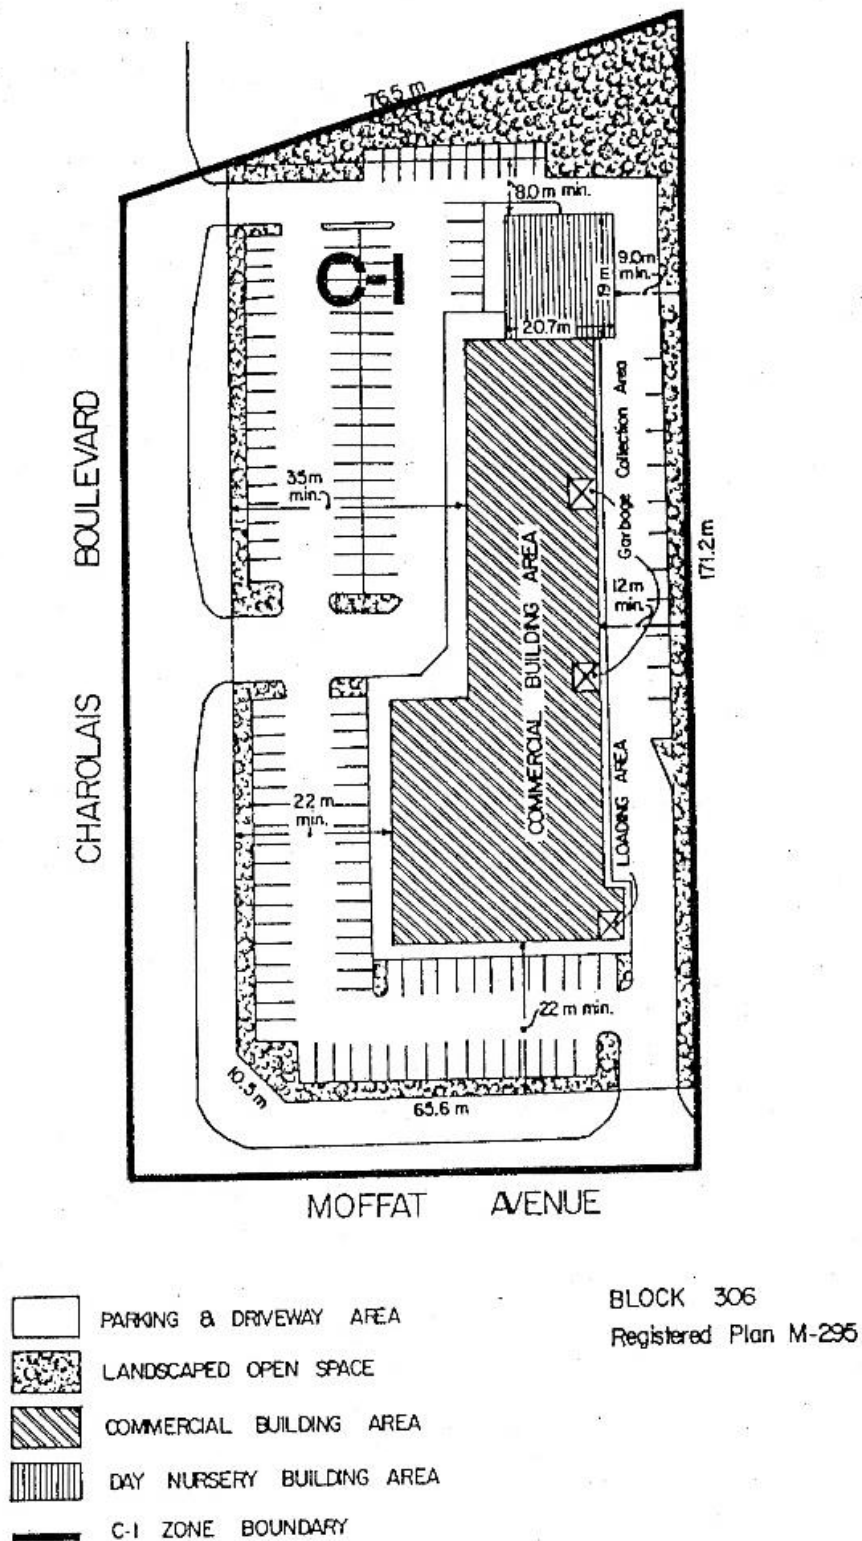 76.5 m
8.0 m min.
C-1
9.0m
min.
19 m
20.7m
Garbage Collection Area
35m
min.
BOULEVARD
171.2 m
12 m
min.
COMMERCIAL BUILDING AREA
CHAROLAIS
22 m
min.
LOADING AREA
22 m min.
10.5 m
65.6 m
MOFFAT AVENUE
BLOCK 306
Registered Plan M-295
PARKING & DRIVEWAY AREA
LANDSCAPED OPEN SPACE
COMMERCIAL BUILDING AREA
DAY NURSERY BUILDING AREA
C-1 ZONE BOUNDARY